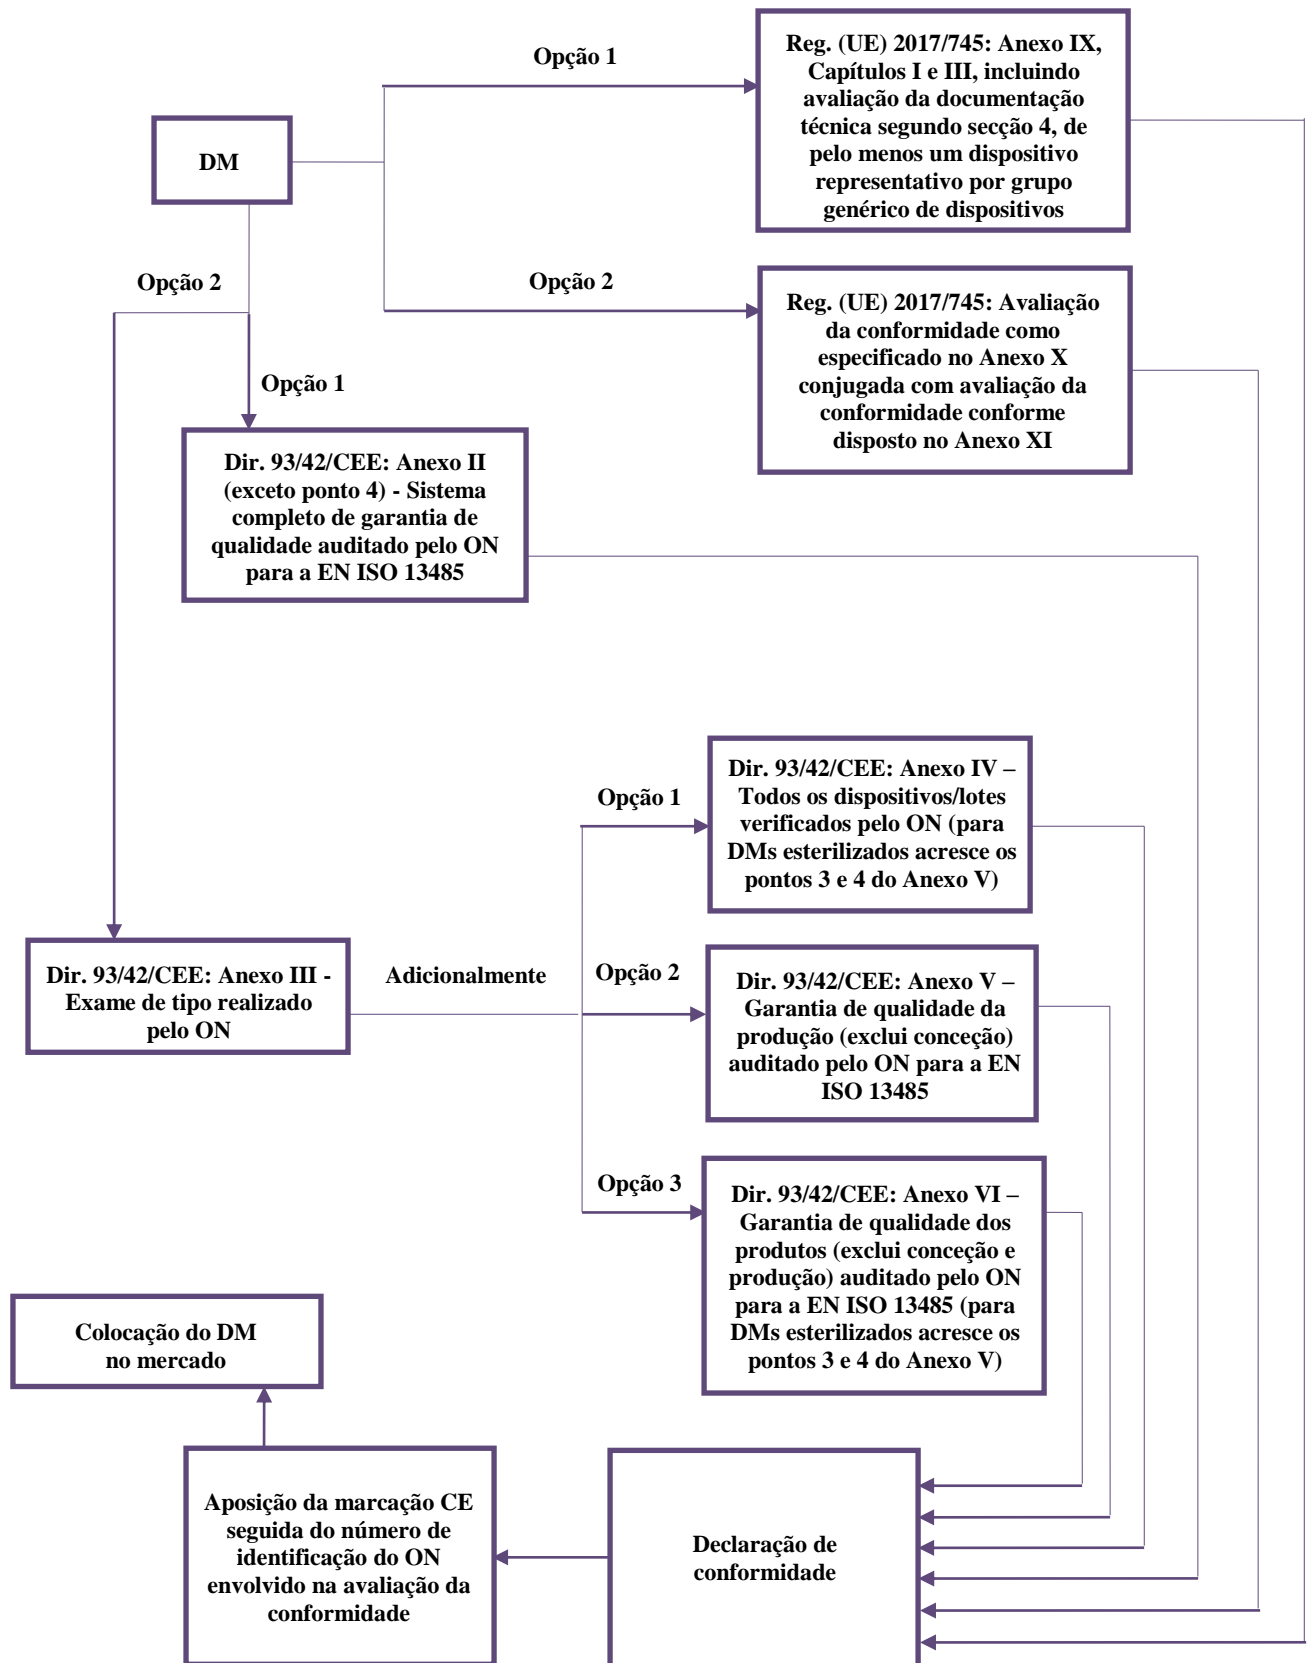 Opção 1
Reg. (UE) 2017/745: Anexo IX,
Capítulos I e III, incluindo
avaliação da documentação
técnica segundo secção 4, de
pelo menos um dispositivo
representativo por grupo
genérico de dispositivos
DM
Opção 2
Opção 2
Reg. (UE) 2017/745: Avaliação
da conformidade como
especificado no Anexo X
conjugada com avaliação da
conformidade conforme
disposto no Anexo XI
Opção 1
Dir. 93/42/CEE: Anexo II
(exceto ponto 4) - Sistema
completo de garantia de
qualidade auditado pelo ON
para a EN ISO 13485
Opção 1
Dir. 93/42/CEE: Anexo IV –
Todos os dispositivos/lotes
verificados pelo ON (para
DMs esterilizados acresce os
pontos 3 e 4 do Anexo V)
Dir. 93/42/CEE: Anexo III -
Exame de tipo realizado
pelo ON
Adicionalmente
Opção 2
Dir. 93/42/CEE: Anexo V –
Garantia de qualidade da
produção (exclui conceção)
auditado pelo ON para a EN
ISO 13485
Opção 3
Dir. 93/42/CEE: Anexo VI –
Garantia de qualidade dos
produtos (exclui conceção e
produção) auditado pelo ON
para a EN ISO 13485 (para
DMs esterilizados acresce os
pontos 3 e 4 do Anexo V)
Colocação do DM
no mercado
Aposição da marcação CE
seguida do número de
identificação do ON
envolvido na avaliação da
conformidade
Declaração de
conformidade